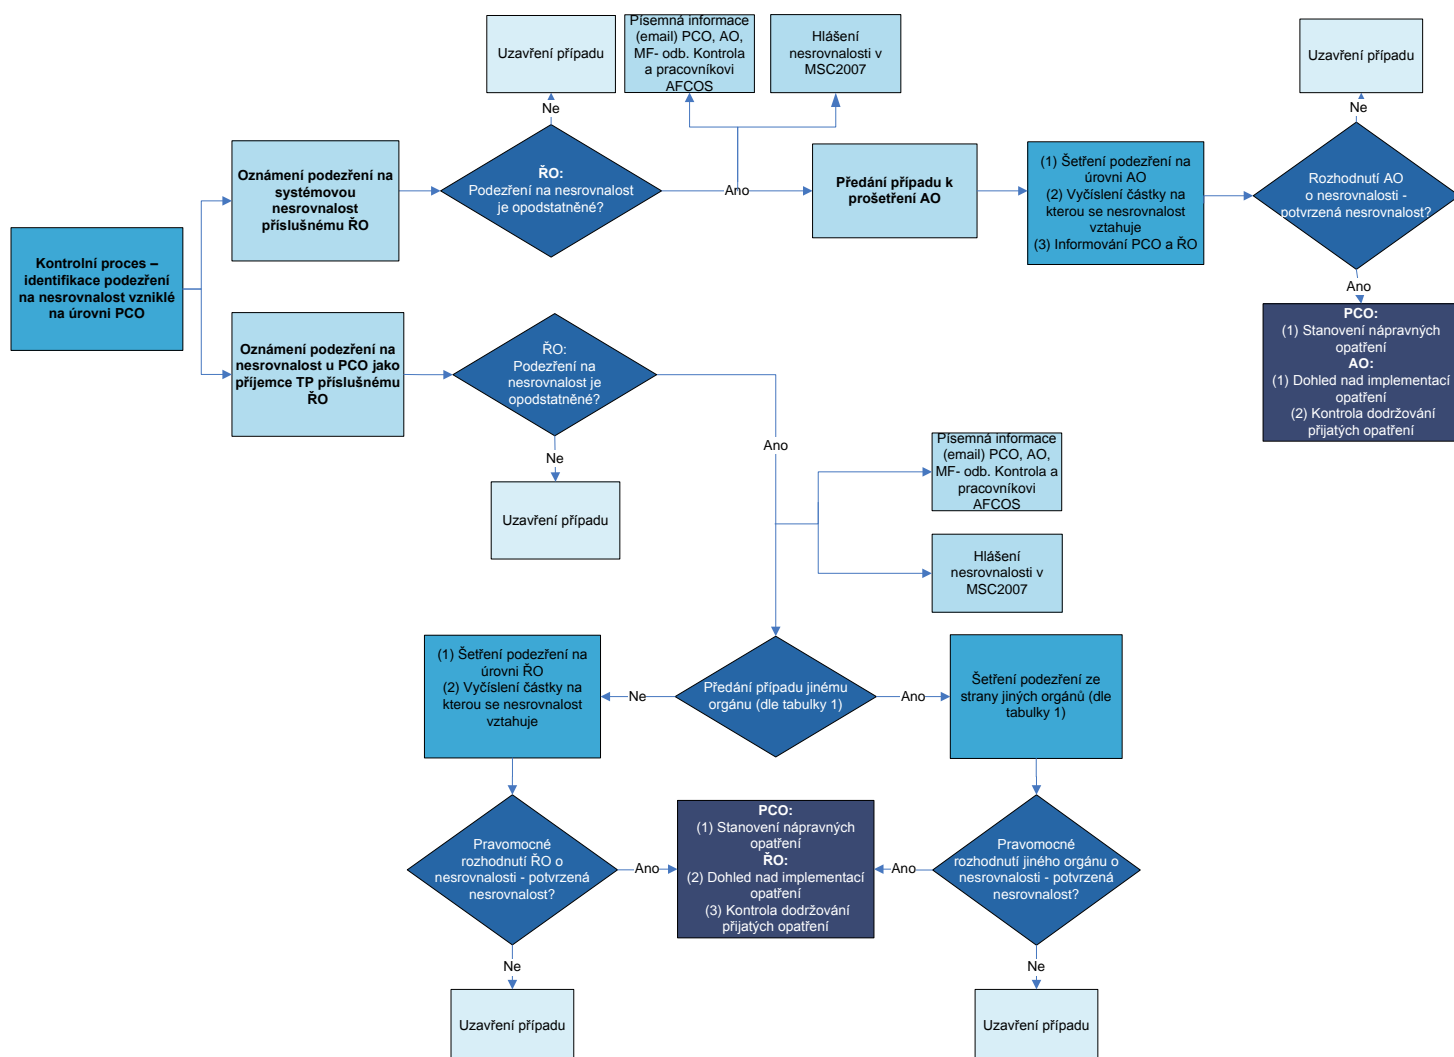 Uzavření případu
Písemná informace
(email) PCO, AO,
MF- odb. Kontrola
a pracovníkovi
AFCOS
Hlášení
nesrovnalosti v
MSC2007
Uzavření případu
Ne
Ne
Oznámení podezření na
systémovou
nesrovnalost
příslušnému ŘO
ŘO:
Podezření na nesrovnalost
je opodstatněné?
Ano
Předání případu k
prošetření AO
(1) Šetření podezření na
úrovni AO
(2) Vyčíslení částky na
kterou se nesrovnalost
vztahuje
(3) Informování PCO a ŘO
Rozhodnutí AO
o nesrovnalosti -
potvrzená nesrovnalost?
Ano
Kontrolní proces –
identifikace podezření
na nesrovnalost vzniklé
na úrovni PCO
Oznámení podezření na
nesrovnalost u PCO jako
příjemce TP příslušnému
ŘO
ŘO:
Podezření na
nesrovnalost je
opodstatněné?
PCO:
(1) Stanovení nápravných
opatření
AO:
(1) Dohled nad implementací
opatření
(2) Kontrola dodržování
přijatých opatření
Ne
Ano
Uzavření případu
Písemná informace
(email) PCO, AO,
MF- odb. Kontrola a
pracovníkovi
AFCOS
Hlášení
nesrovnalosti v
MSC2007
(1) Šetření podezření na
úrovni ŘO
(2) Vyčíslení částky na
kterou se nesrovnalost
vztahuje
Ne
Předání případu jinému
orgánu (dle tabulky 1)
Ano
Šetření podezření ze
strany jiných orgánů (dle
tabulky 1)
Pravomocné
rozhodnutí ŘO o
nesrovnalosti - potvrzená
nesrovnalost?
Ano
PCO:
(1) Stanovení nápravných
opatření
ŘO:
(2) Dohled nad implementací
opatření
(3) Kontrola dodržování
přijatých opatření
Ano
Pravomocné
rozhodnutí jiného orgánu o
nesrovnalosti - potvrzená
nesrovnalost?
Ne
Ne
Uzavření případu
Uzavření případu